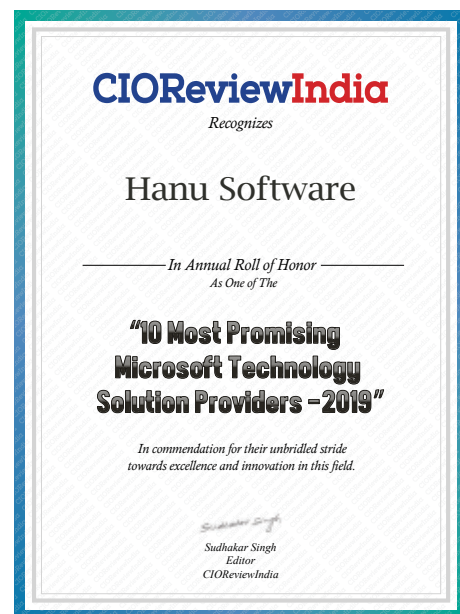 CIOReviewIndia
Recognizes
Hanu Software
In Annual Roll of Honor
As One of The
“10 Most Promising
Microsoft Technology
Solution Providers – 2019”
In commendation for their unbridled stride
towards excellence and innovation in this field.
Sudhakar Singh
Sudhakar Singh
Editor
CIOReviewIndia